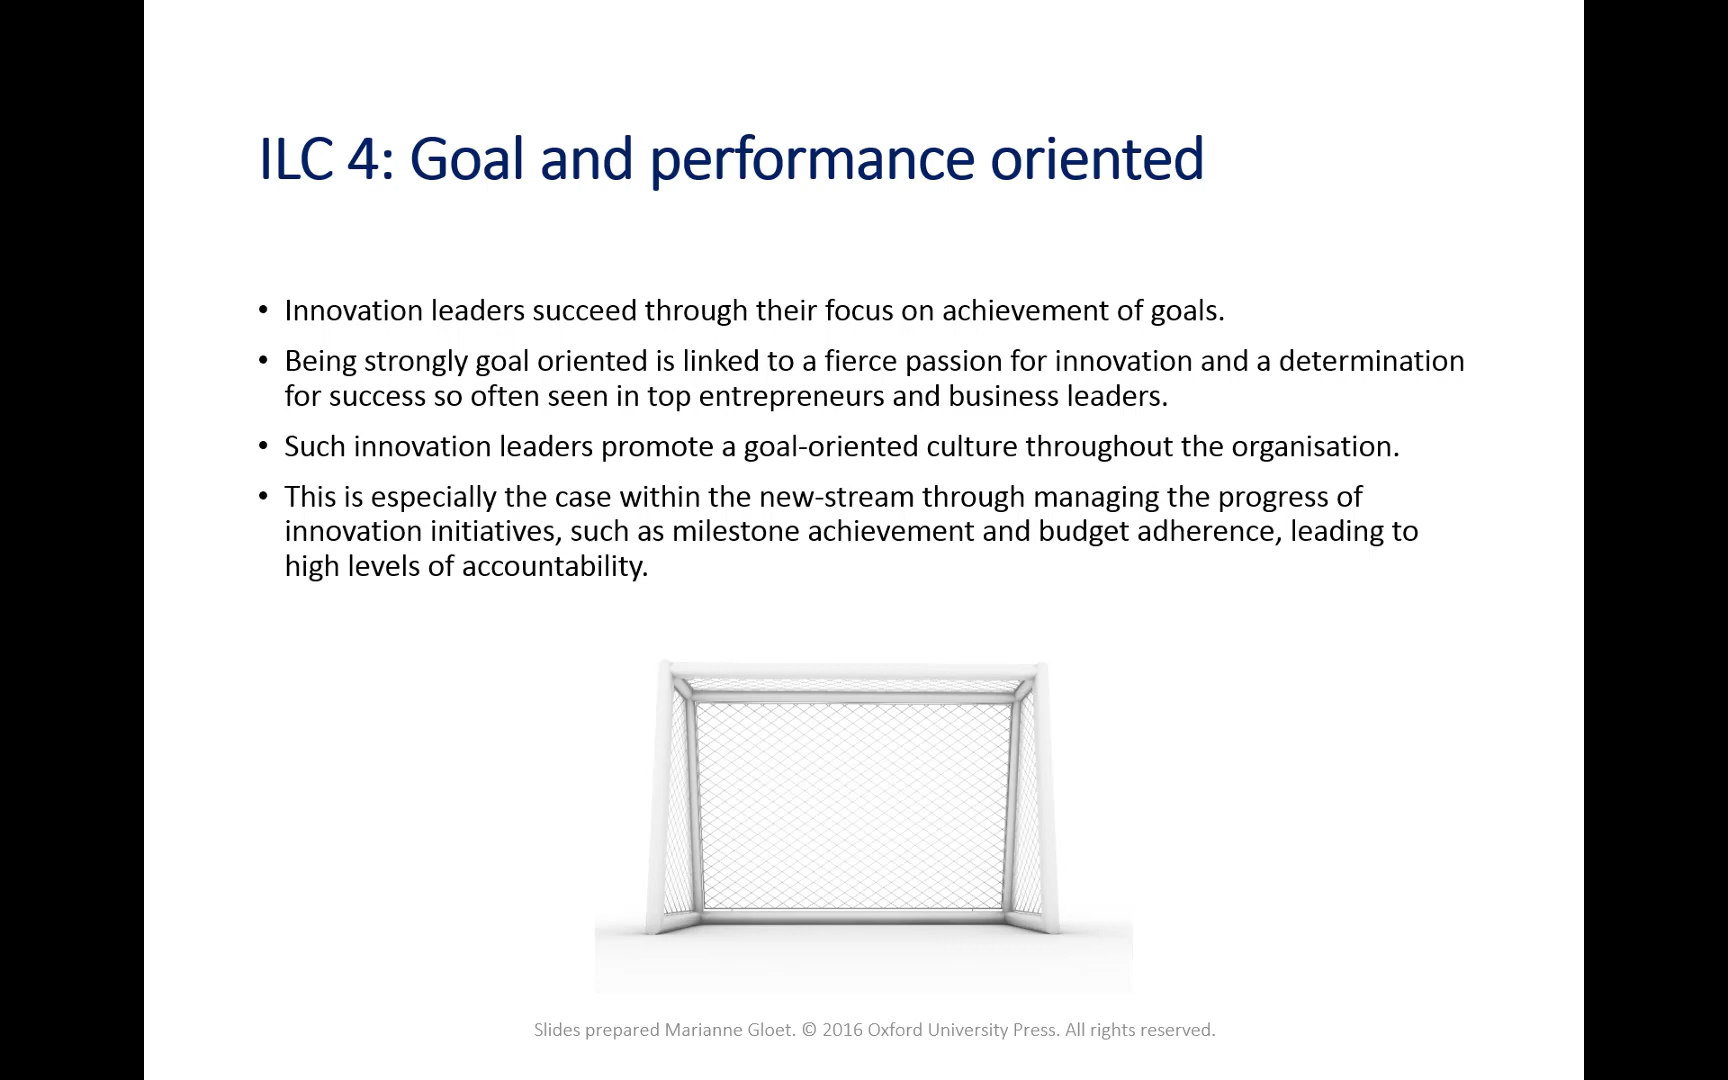 ILC 4: Goal and performance oriented
• Innovation leaders succeed through their focus on achievement of goals.
• Being strongly goal oriented is linked to a fierce passion for innovation and a determination
for success so often seen in top entrepreneurs and business leaders.
• Such innovation leaders promote a goal-oriented culture throughout the organisation.
• This is especially the case within the new-stream through managing the progress of
innovation initiatives, such as milestone achievement and budget adherence, leading to
high levels of accountability.
Slides prepared Marianne Gloet. © 2016 Oxford University Press. All rights reserved.